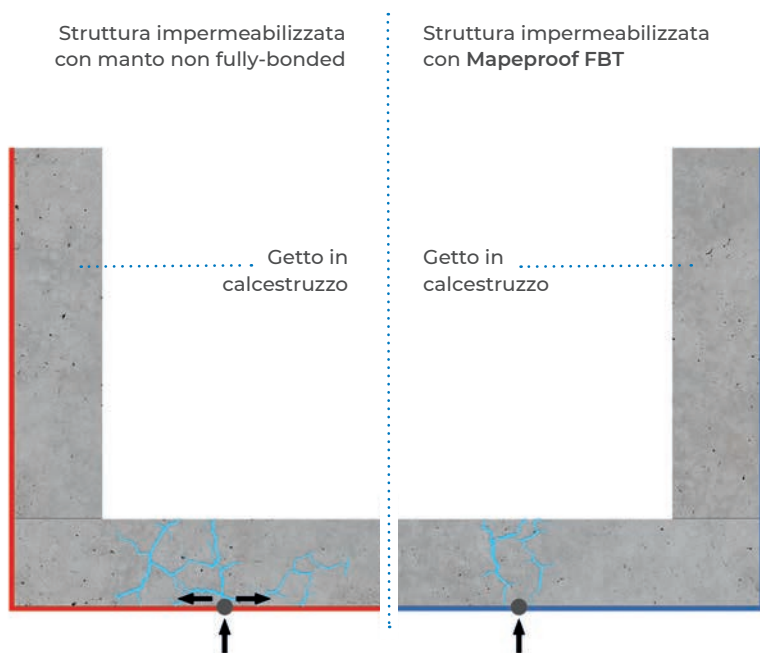 Struttura impermeabilizzata
con manto non fully-bonded
Struttura impermeabilizzata
con Mapeproof FBT
Getto in
calcestruzzo
Getto in
calcestruzzo